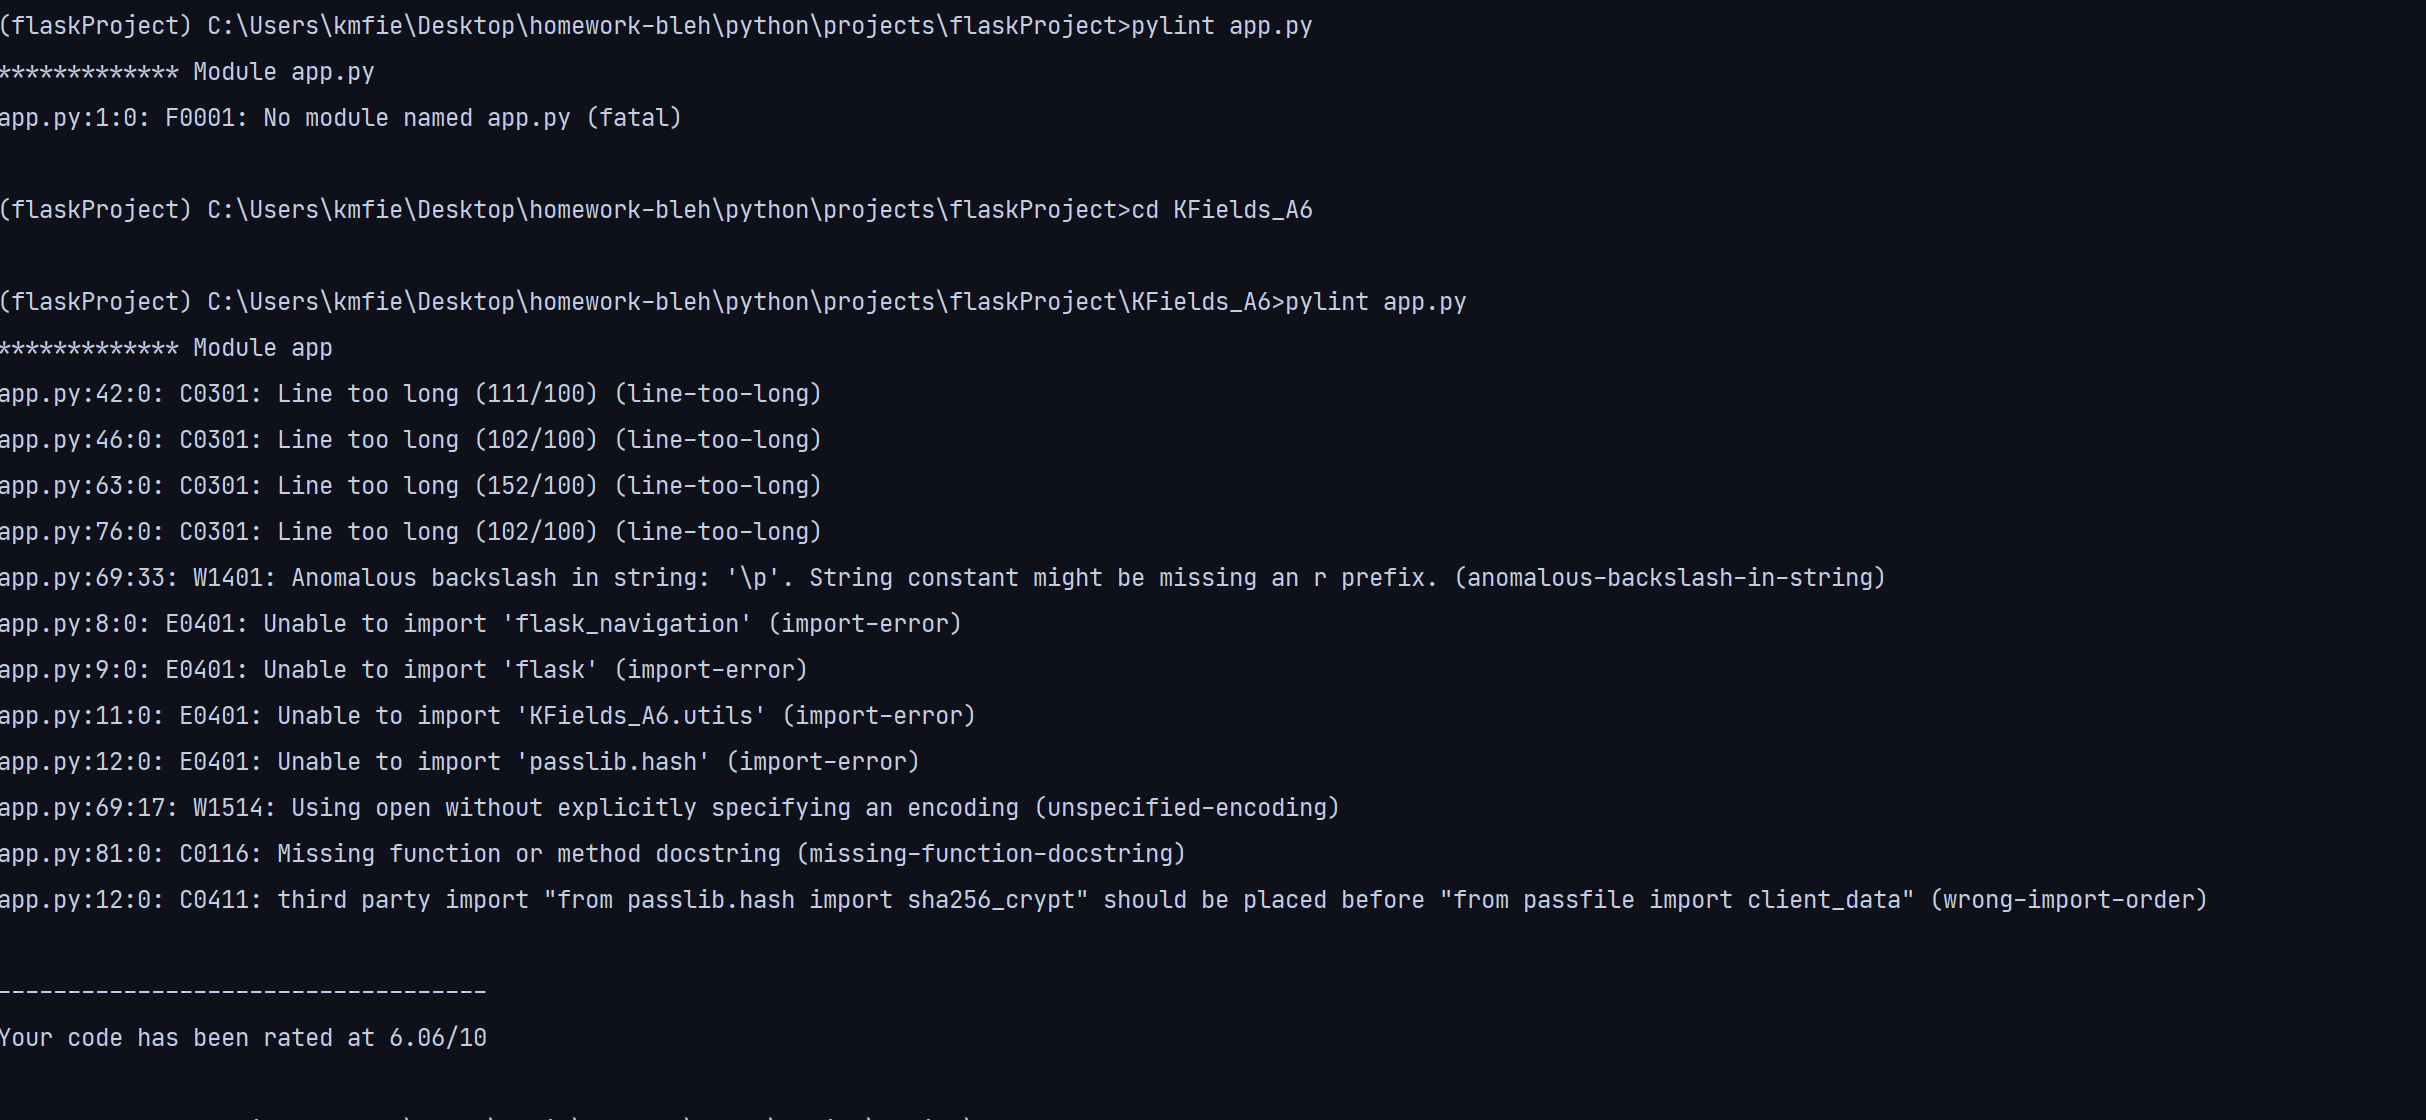 (flaskProject) C:\Users\kmfie\Desktop\homework-bleh\python\projects\flaskProject>pylint app.py
************* Module app.py
app.py:1:0: F0001: No module named app.py (fatal)
(flaskProject) C:\Users\kmfie\Desktop\homework-bleh\python\projects\flaskProject>cd KFields_A6
(flaskProject) C:\Users\kmfie\Desktop\homework-bleh\python\projects\flaskProject\KFields_A6>pylint app.py
************* Module app
app.py:42:0: C0301: Line too long (111/100) (line-too-long)
app.py:46:0: C0301: Line too long (102/100) (line-too-long)
app.py:63:0: C0301: Line too long (152/100) (line-too-long)
app.py:76:0: C0301: Line too long (102/100) (line-too-long)
app.py:69:33: W1401: Anomalous backslash in string: '\p'. String constant might be missing an r prefix. (anomalous-backslash-in-string)
app.py:8:0: E0401: Unable to import 'flask_navigation' (import-error)
app.py:9:0: E0401: Unable to import 'flask' (import-error)
app.py:11:0: E0401: Unable to import 'KFields_A6.utils' (import-error)
app.py:12:0: E0401: Unable to import 'passlib.hash' (import-error)
app.py:69:17: W1514: Using open without explicitly specifying an encoding (unspecified-encoding)
app.py:81:0: C0116: Missing function or method docstring (missing-function-docstring)
app.py:12:0: C0411: third party import "from passlib.hash import sha256_crypt" should be placed before "from passfile import client_data" (wrong-import-order)
-----------------------------------
Your code has been rated at 6.06/10